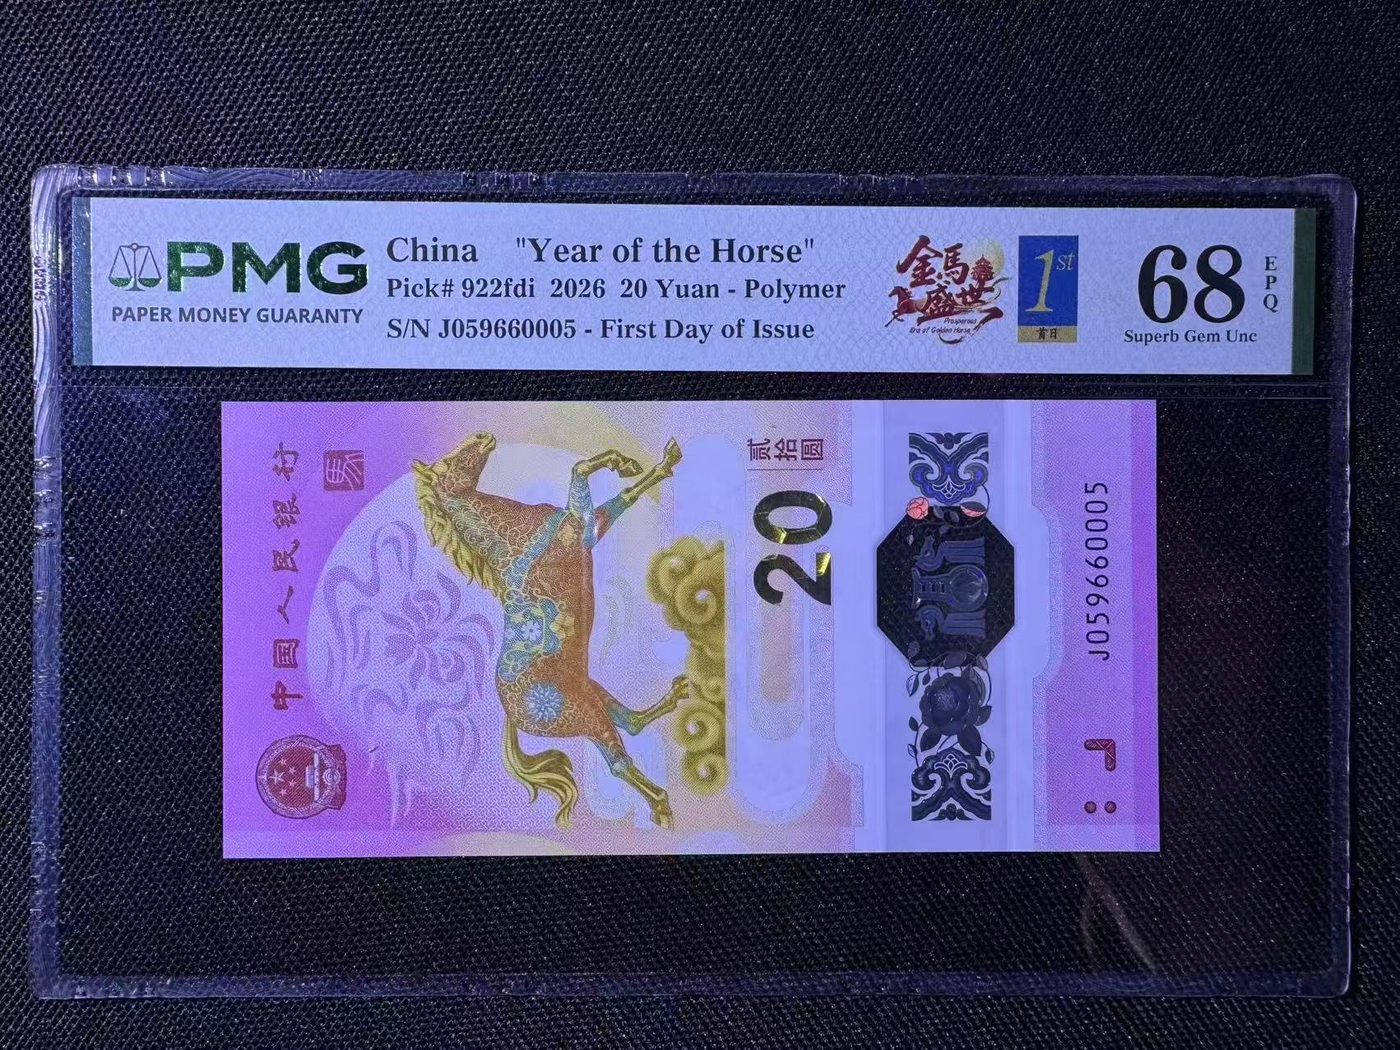 PMG
PAPER MONEY GUARANTY
China "Year of the Horse"
Pick# 922fdi 2026 20 Yuan - Polymer
S/N J059660005 - First Day of Issue
金馬
盛世
Prosperous
Era of Golden Horse
1st
首日
68
EPQ
Superb Gem Unc
中国人民银行
馬
贰拾圆
20
J059660005